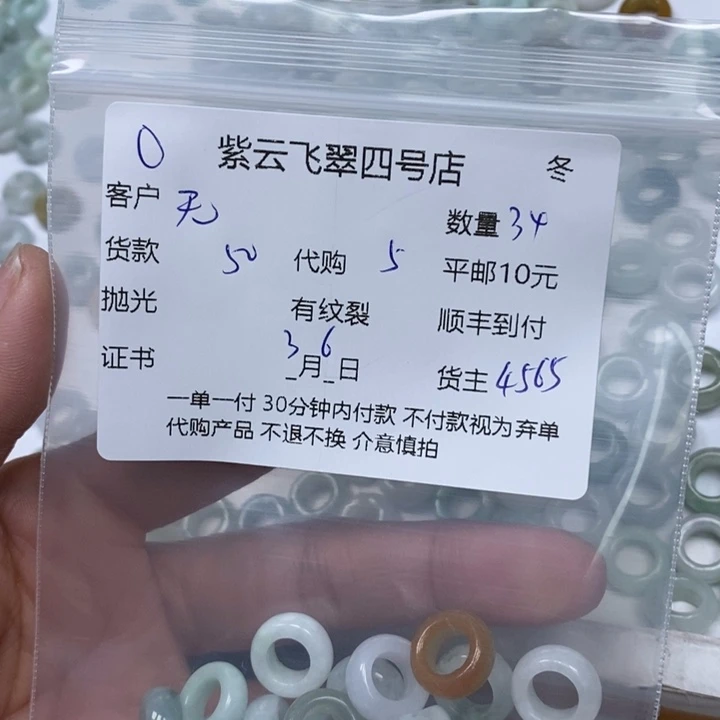 0 紫云飞翠四号店 冬
客户 无 数量 34
货款 50 代购 5 平邮10元
抛光 有纹裂 顺丰到付
证书 3月6日 货主 4565
一单一付 30分钟内付款 不付款视为弃单
代购产品 不退不换 介意慎拍